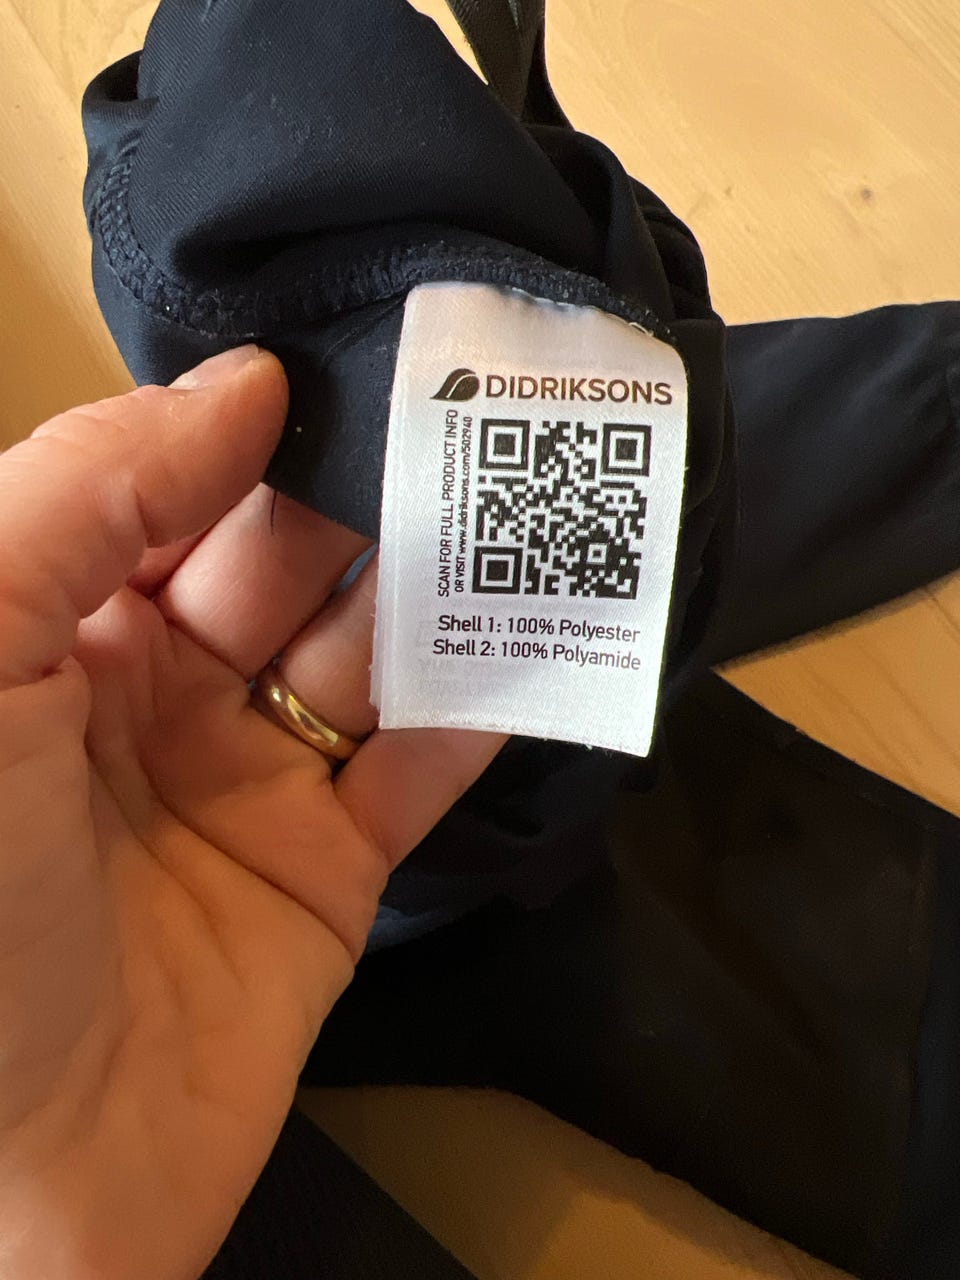 DIDRIKSONS
SCAN FOR FULL PRODUCT INFO
OR VISIT www.didriksons.com/502940
Shell 1: 100% Polyester
Shell 2: 100% Polyamide